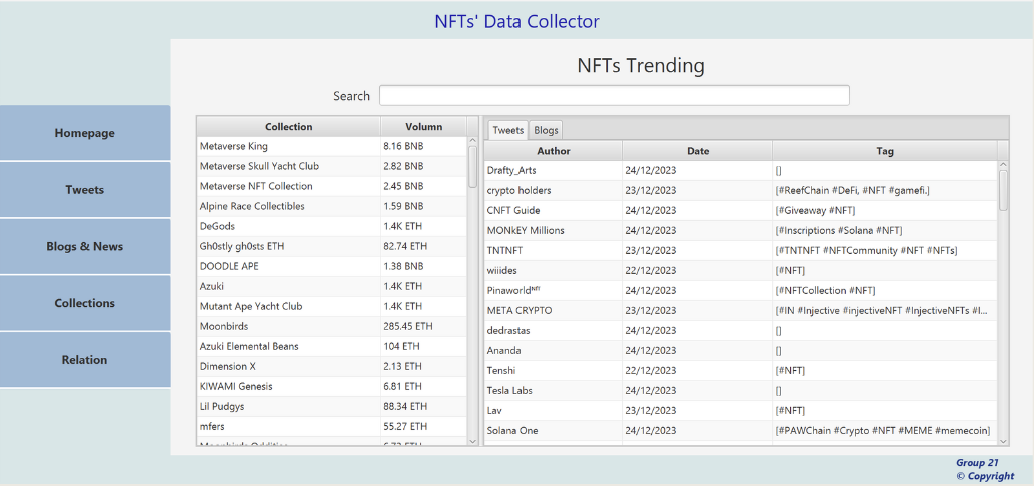 NFTs' Data Collector
NFTs Trending
Search
Homepage
Tweets
Blogs & News
Collections
Relation
Collection Volumn
Metaverse King 8.16 BNB
Metaverse Skull Yacht Club 2.82 BNB
Metaverse NFT Collection 2.45 BNB
Alpine Race Collectibles 1.59 BNB
DeGods 1.4K ETH
Gh0stly gh0sts ETH 82.74 ETH
DOODLE APE 1.38 BNB
Azuki 1.4K ETH
Mutant Ape Yacht Club 1.4K ETH
Moonbirds 285.45 ETH
Azuki Elemental Beans 104 ETH
Dimension X 2.13 ETH
KIWAMI Genesis 6.81 ETH
Lil Pudgys 88.34 ETH
mfers 55.27 ETH
Moonbirds Oddities 6.73 ETH
Tweets Blogs
Author Date Tag
Drafty_Arts 24/12/2023 []
crypto holders 23/12/2023 [#ReefChain #DeFi, #NFT #gamefi.]
CNFT Guide 24/12/2023 [#Giveaway #NFT]
MONkEY Millions 24/12/2023 [#Inscriptions #Solana #NFT]
TNTNFT 23/12/2023 [#TNTNFT #NFTCommunity #NFT #NFTs]
wiiides 22/12/2023 [#NFT]
Pinaworldᴺᶠᵗ 24/12/2023 [#NFTCollection #NFT]
META CRYPTO 23/12/2023 [#IN #Injective #injectiveNFT #InjectiveNFTs #I...
dedrastas 24/12/2023 []
Ananda 24/12/2023 []
Tenshi 22/12/2023 [#NFT]
Tesla Labs 24/12/2023 []
Lav 23/12/2023 [#NFT]
Solana One 24/12/2023 [#PAWChain #Crypto #NFT #MEME #memecoin]
Group 21
© Copyright